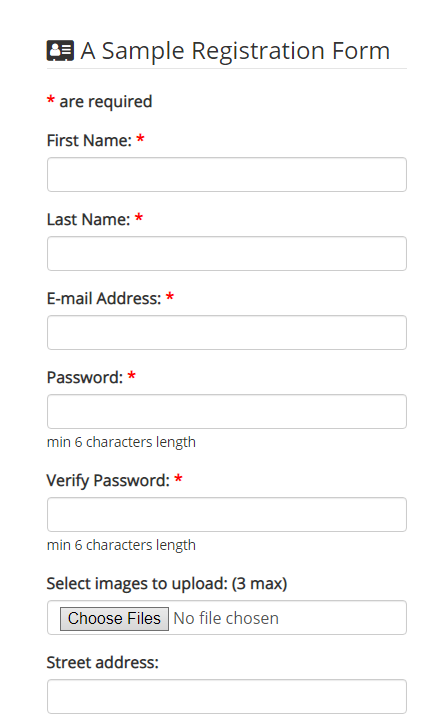 A Sample Registration Form
* are required
First Name: *
Last Name: *
E-mail Address: *
Password: *
min 6 characters length
Verify Password: *
min 6 characters length
Select images to upload: (3 max)
Choose Files No file chosen
Street address: